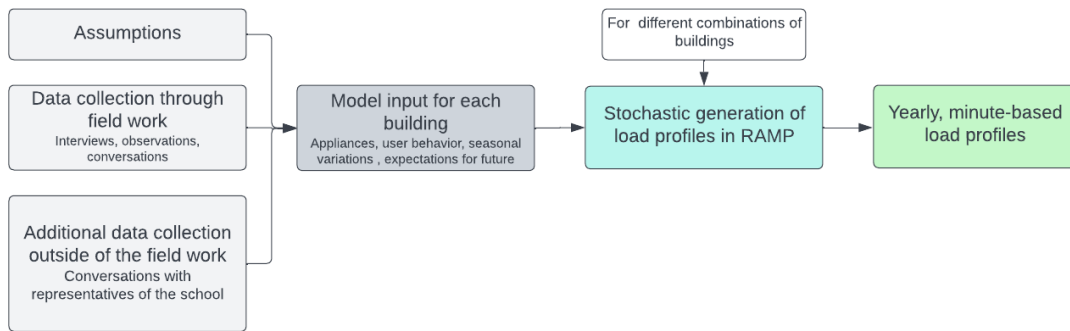 Assumptions
Data collection through
field work
Interviews, observations,
conversations
Additional data collection
outside of the field work
Conversations with
representatives of the school
Model input for each
building
Appliances, user behavior, seasonal
variations , expectations for future
For different combinations of
buildings
Stochastic generation of
load profiles in RAMP
Yearly, minute-based
load profiles